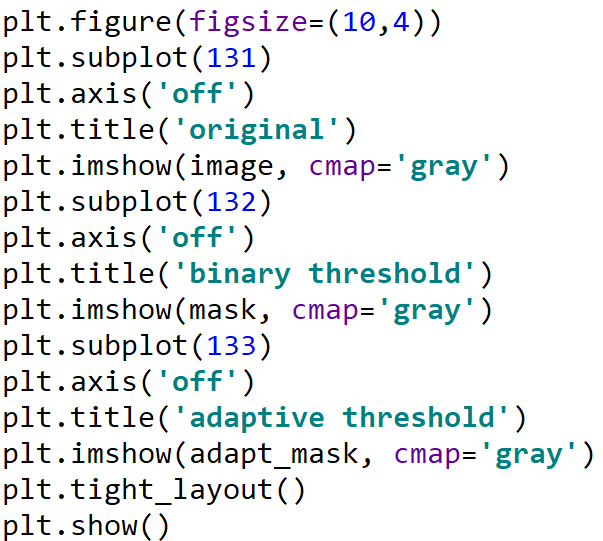 plt.figure(figsize=(10,4))
plt.subplot(131)
plt.axis('off')
plt.title('original')
plt.imshow(image, cmap='gray')
plt.subplot(132)
plt.axis('off')
plt.title('binary threshold')
plt.imshow(mask, cmap='gray')
plt.subplot(133)
plt.axis('off')
plt.title('adaptive threshold')
plt.imshow(adapt_mask, cmap='gray')
plt.tight_layout()
plt.show()